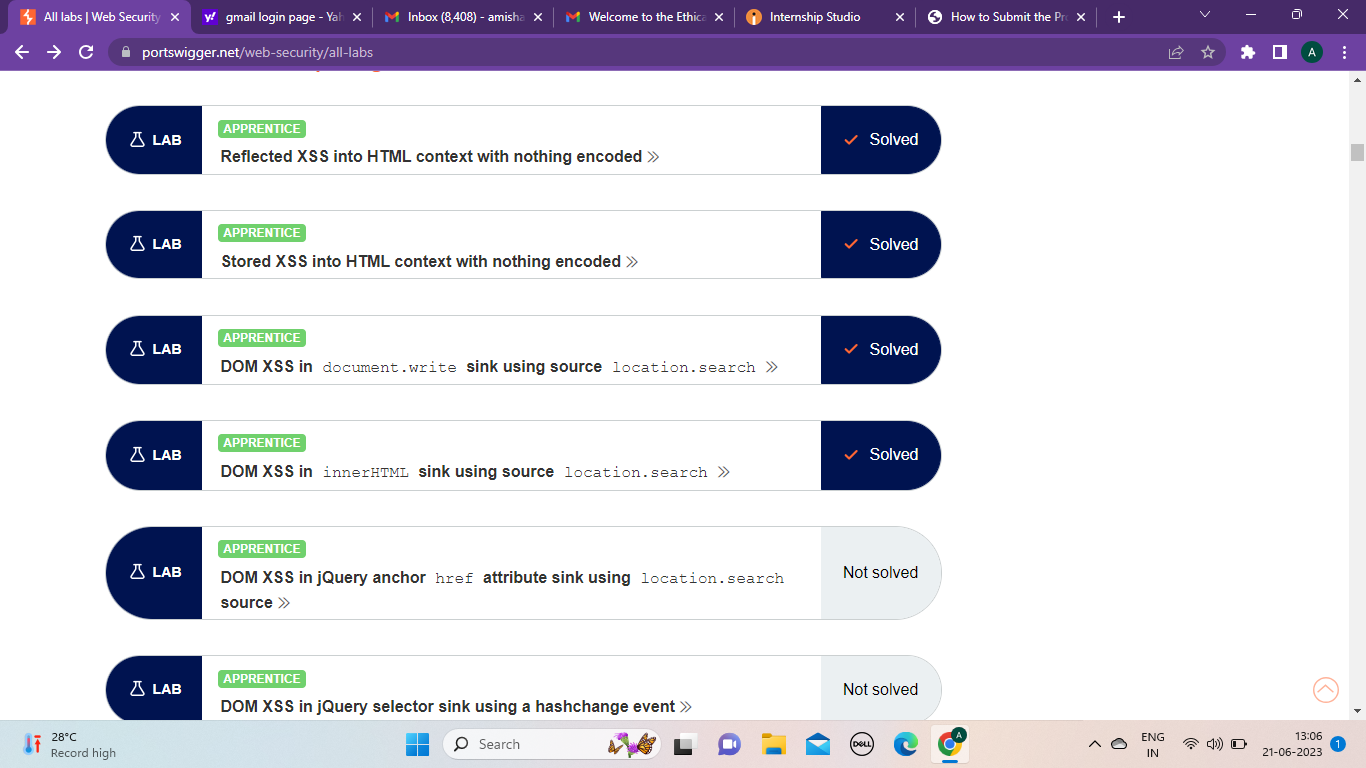 All labs | Web Security
gmail login page - Yah
Inbox (8,408) - amisha
Welcome to the Ethica
Internship Studio
How to Submit the Pro
portswigger.net/web-security/all-labs
A
LAB
APPRENTICE
Reflected XSS into HTML context with nothing encoded
Solved
LAB
APPRENTICE
Stored XSS into HTML context with nothing encoded
Solved
LAB
APPRENTICE
DOM XSS in document.write sink using source location.search
Solved
LAB
APPRENTICE
DOM XSS in innerHTML sink using source location.search
Solved
LAB
APPRENTICE
DOM XSS in jQuery anchor href attribute sink using location.search
source
Not solved
LAB
APPRENTICE
DOM XSS in jQuery selector sink using a hashchange event
Not solved
28°C
Record high
Search
DELL
A
ENG
IN
13:06
21-06-2023
1